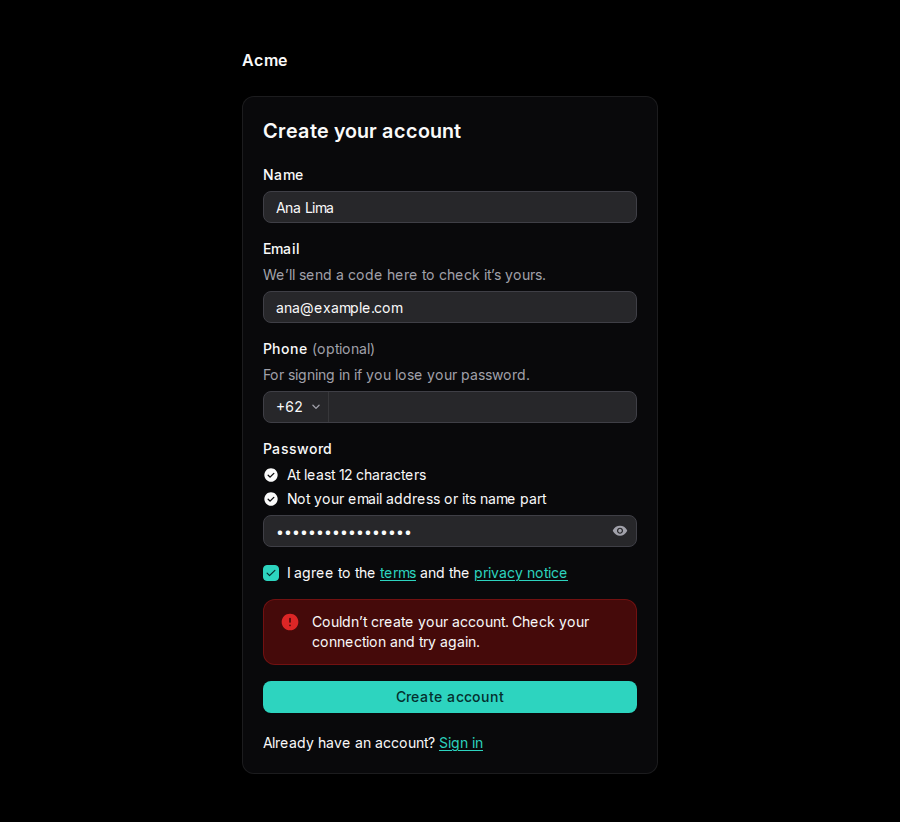 Acme
Create your account
Name
Ana Lima
Email
We’ll send a code here to check it’s yours.
ana@example.com
Phone (optional)
For signing in if you lose your password.
+62
Password
At least 12 characters
Not your email address or its name part
•••••••••••••••••
I agree to the terms and the privacy notice
Couldn’t create your account. Check your
connection and try again.
Create account
Already have an account? Sign in